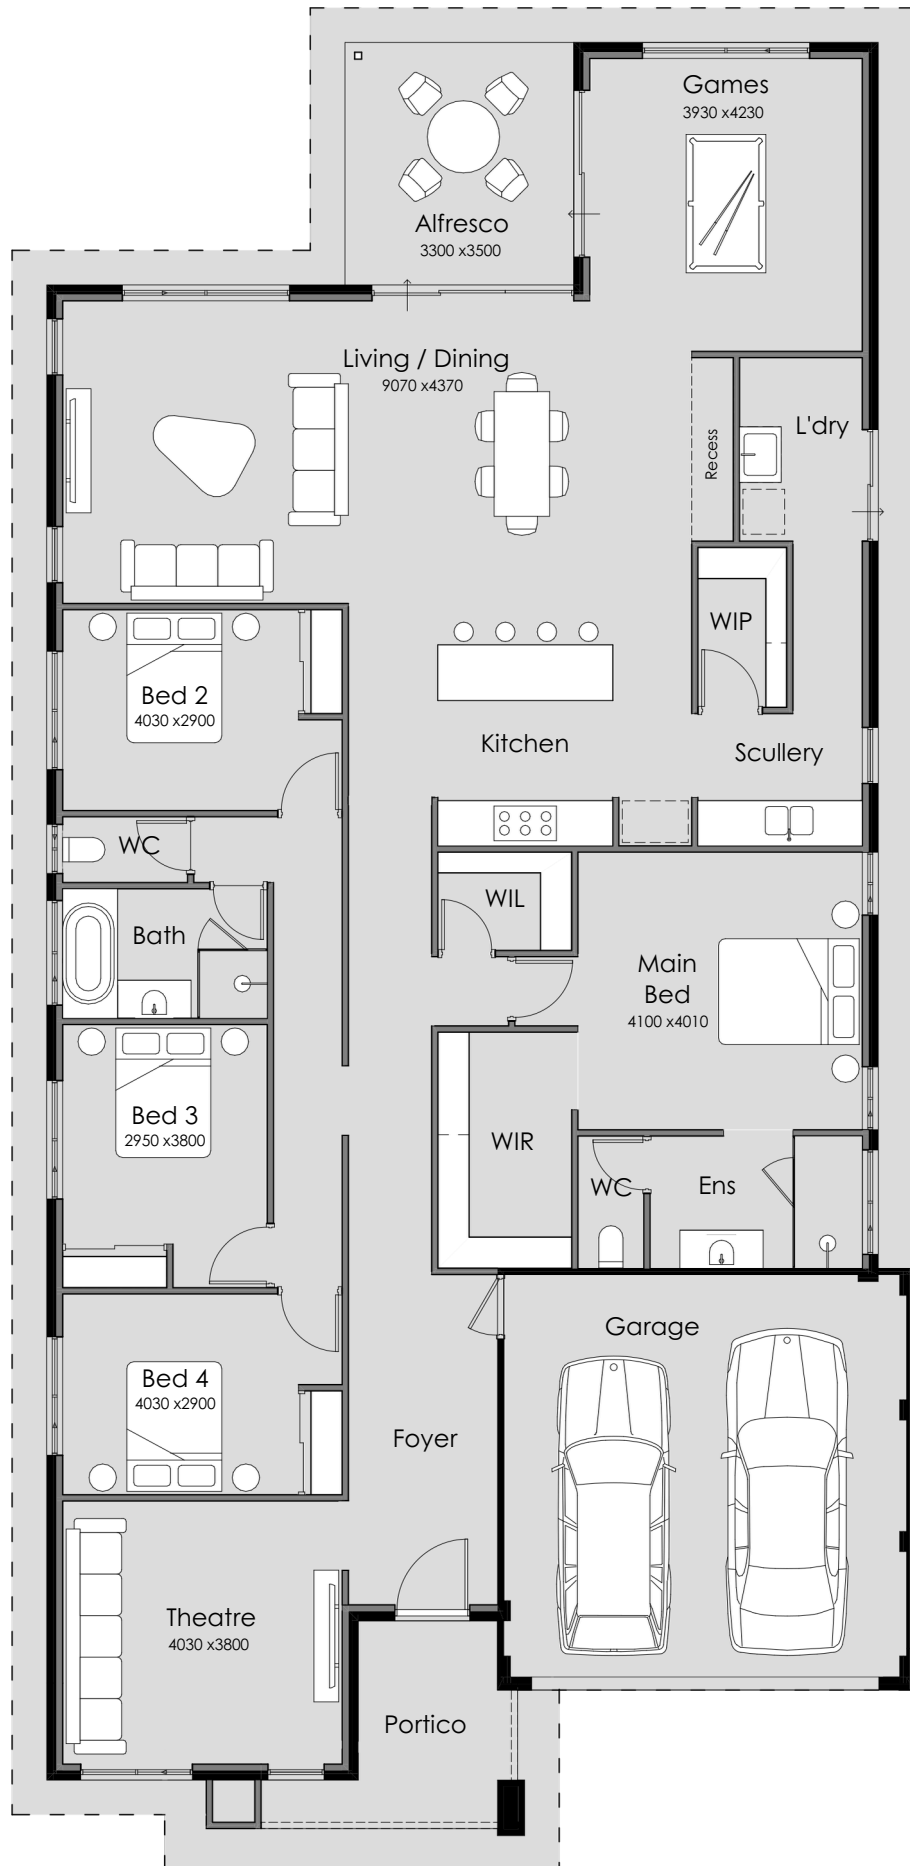 Games
3930 x4230
Alfresco
3300 x3500
Living / Dining
9070 x4370
L'dry
Recess
WIP
Bed 2
4030 x2900
Kitchen
Scullery
WC
WIL
Bath
Main
Bed
4100 x4010
Bed 3
2950 x3800
WIR
WC
Ens
Garage
Bed 4
4030 x2900
Foyer
Theatre
4030 x3800
Portico